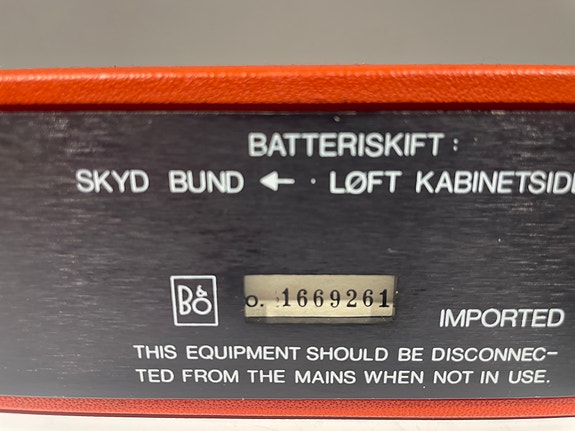 BATTERISKIFT:
SKYD BUND ← · LØFT KABINETSIDE
B&O
o. 1669261
IMPORTED
THIS EQUIPMENT SHOULD BE DISCONNEC-
TED FROM THE MAINS WHEN NOT IN USE.